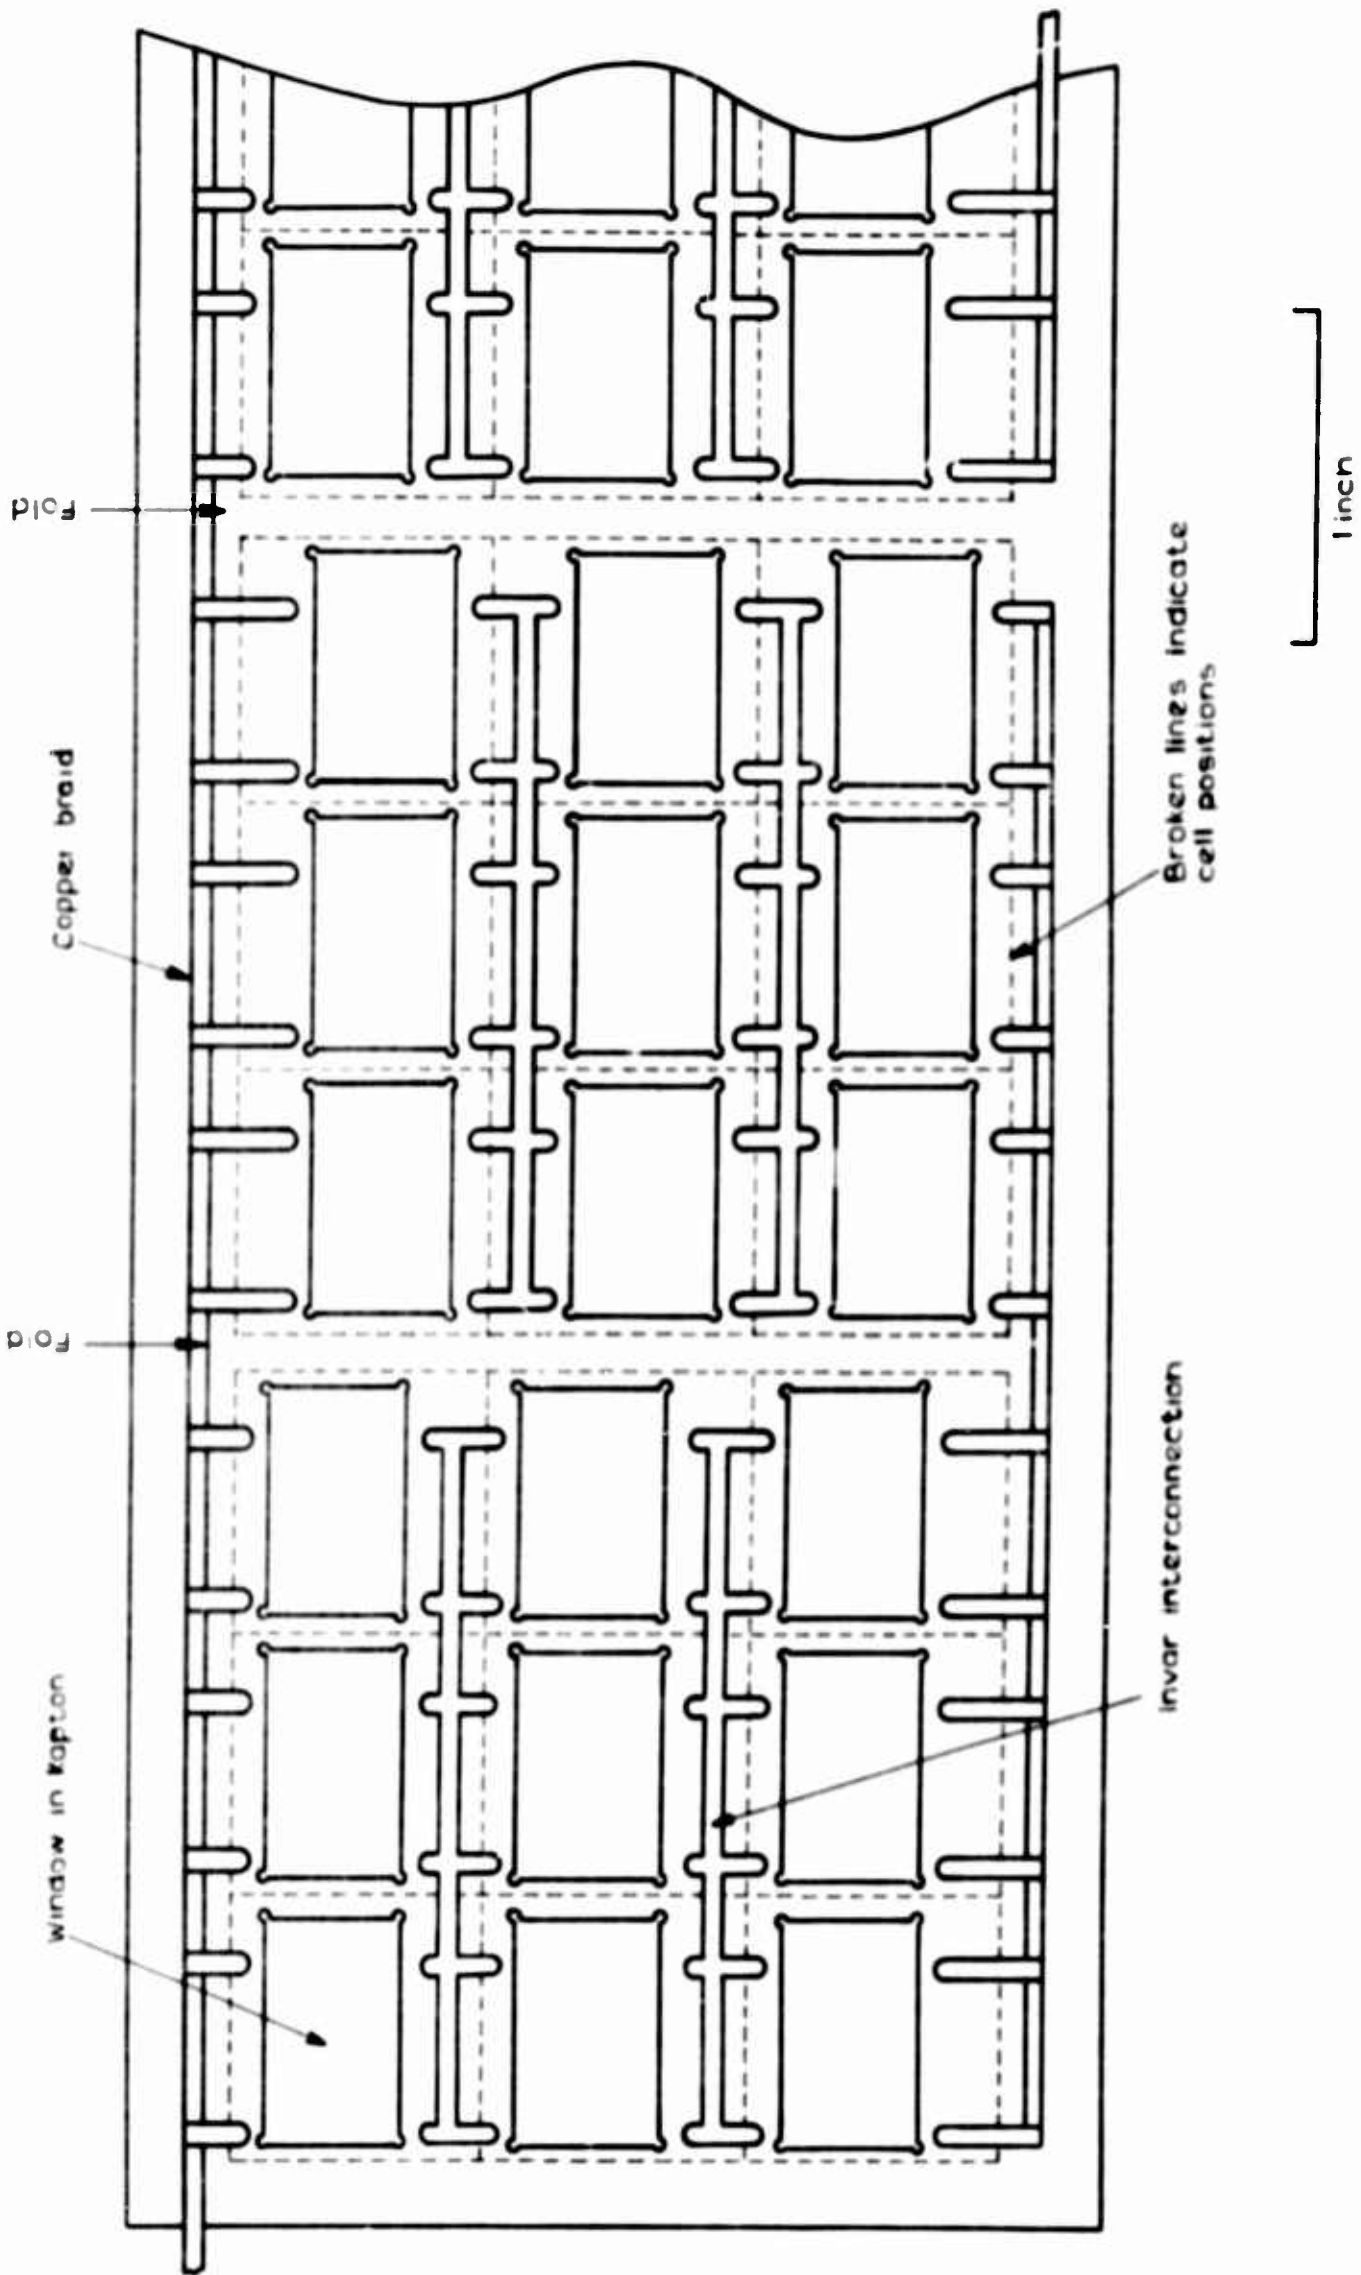 Fold
Copper braid
Fold
Window in Kapton
Broken lines indicate
cell positions
Invar interconnection
1 inch